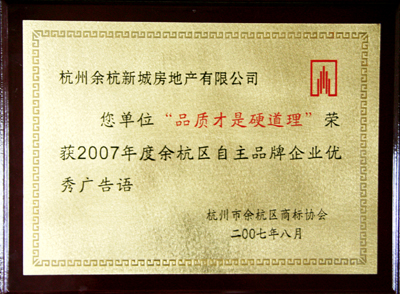 杭州余杭新城房地产有限公司
您单位“品质才是硬道理”荣
获2007年度余杭区自主品牌企业优
秀广告语
杭州市余杭区商标协会
二00七年八月